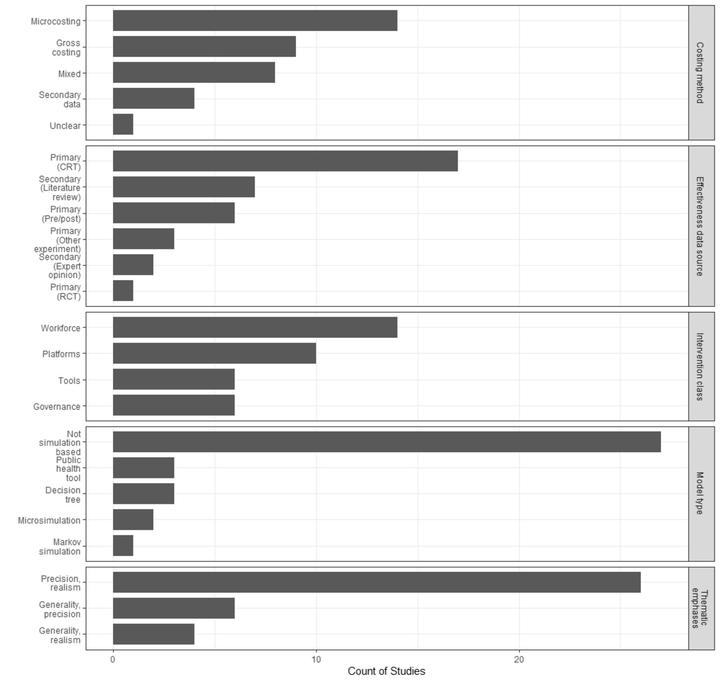 Microcosting
Gross
costing
Mixed
Secondary
data
Unclear
Costing method
Primary
(CRT)
Secondary
(Literature
review)
Primary
(Pre/post)
Primary
(Other
experiment)
Secondary
(Expert
opinion)
Primary
(RCT)
Effectiveness data source
Workforce
Platforms
Tools
Governance
Intervention class
Not
simulation
based
Public
health
tool
Decision
tree
Microsimulation
Markov
simulation
Model type
Precision,
realism
Generality,
precision
Generality,
realism
Thematic
emphases
0 10 20
Count of Studies